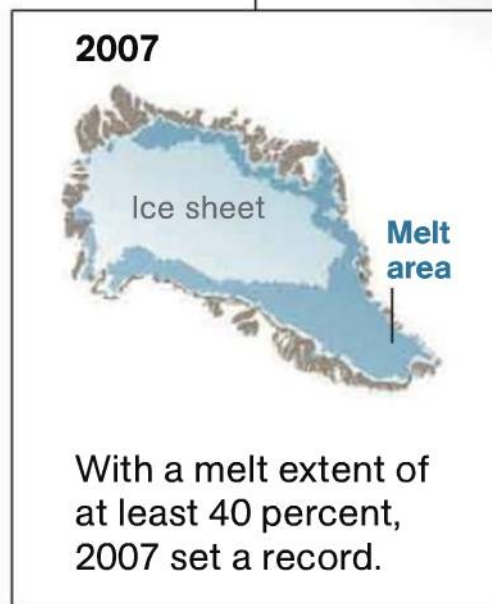 2007
Ice sheet
Melt
area
With a melt extent of
at least 40 percent,
2007 set a record.